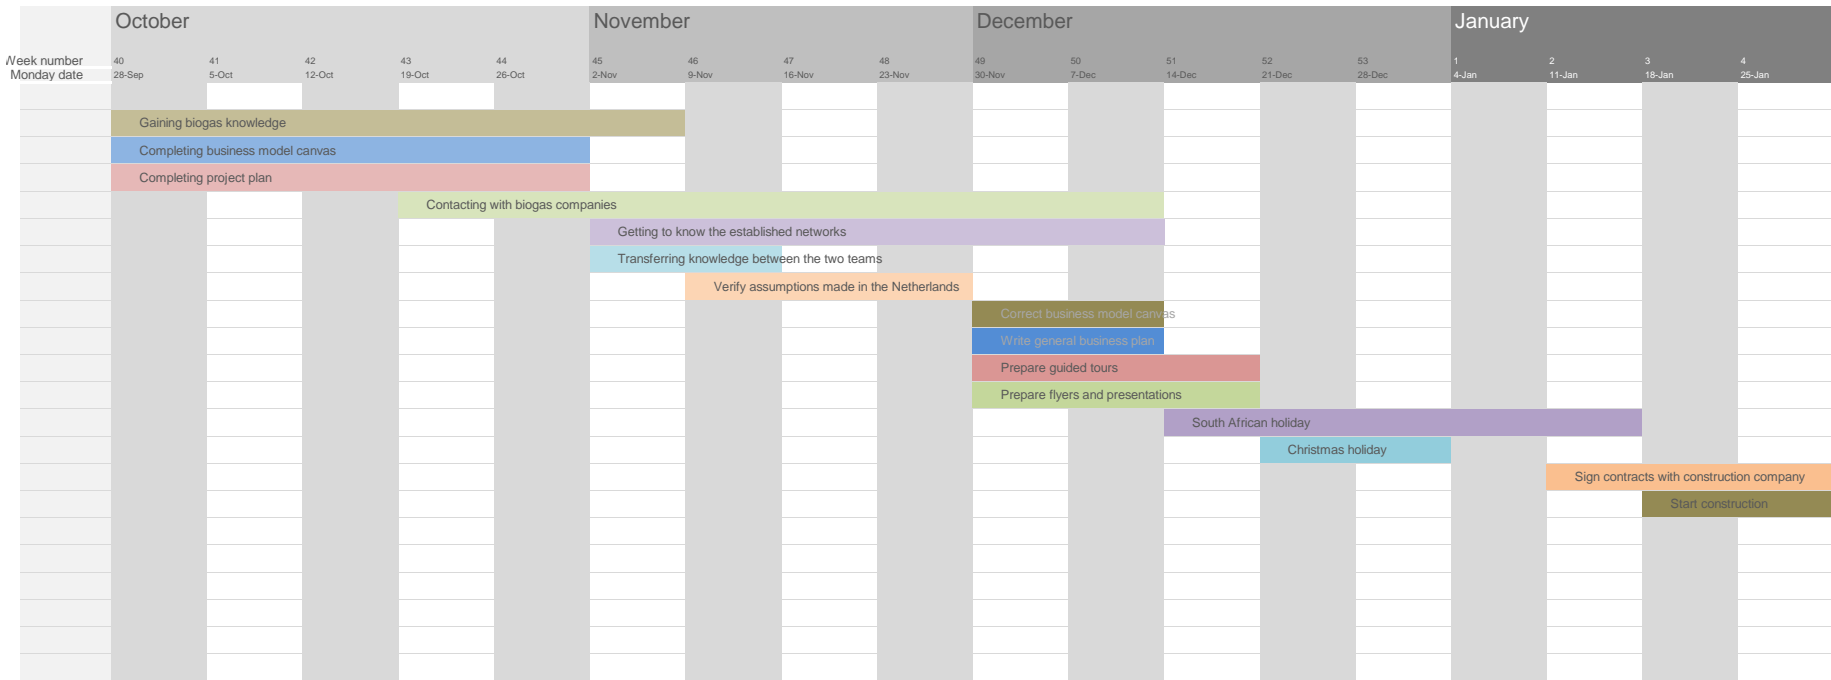 October November December January
Week number 40 41 42 43 44 45 46 47 48 49 50 51 52 53 1 2 3 4
Monday date 28-Sep 5-Oct 12-Oct 19-Oct 26-Oct 2-Nov 9-Nov 16-Nov 23-Nov 30-Nov 7-Dec 14-Dec 21-Dec 28-Dec 4-Jan 11-Jan 18-Jan 25-Jan
Gaining biogas knowledge
Completing business model canvas
Completing project plan
Contacting with biogas companies
Getting to know the established networks
Transferring knowledge between the two teams
Verify assumptions made in the Netherlands
Correct business model canvas
Write general business plan
Prepare guided tours
Prepare flyers and presentations
South African holiday
Christmas holiday
Sign contracts with construction company
Start construction